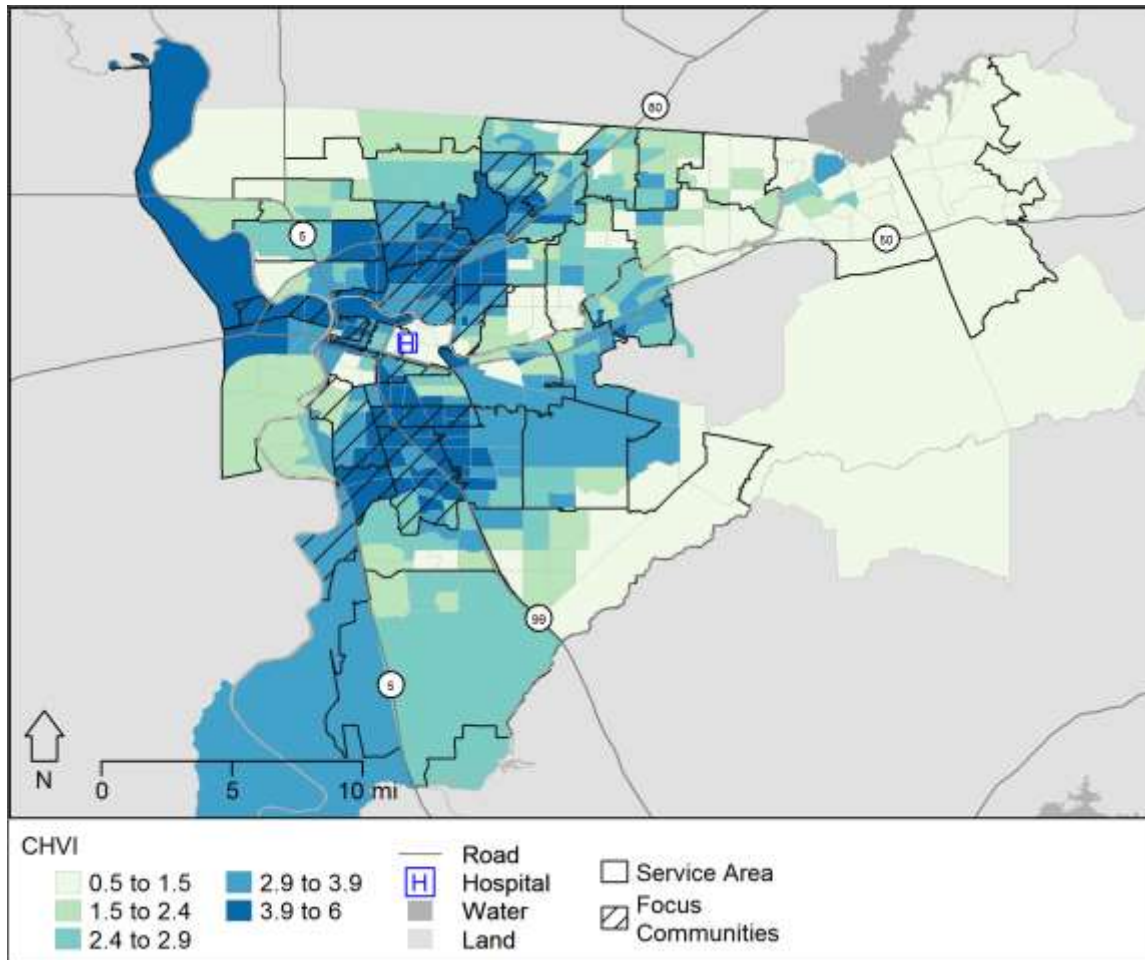 80
5
50
H
99
5
N
0 5 10 mi
CHVI
0.5 to 1.5
1.5 to 2.4
2.4 to 2.9
2.9 to 3.9
3.9 to 6
Road
H Hospital
Water
Land
Service Area
Focus
Communities